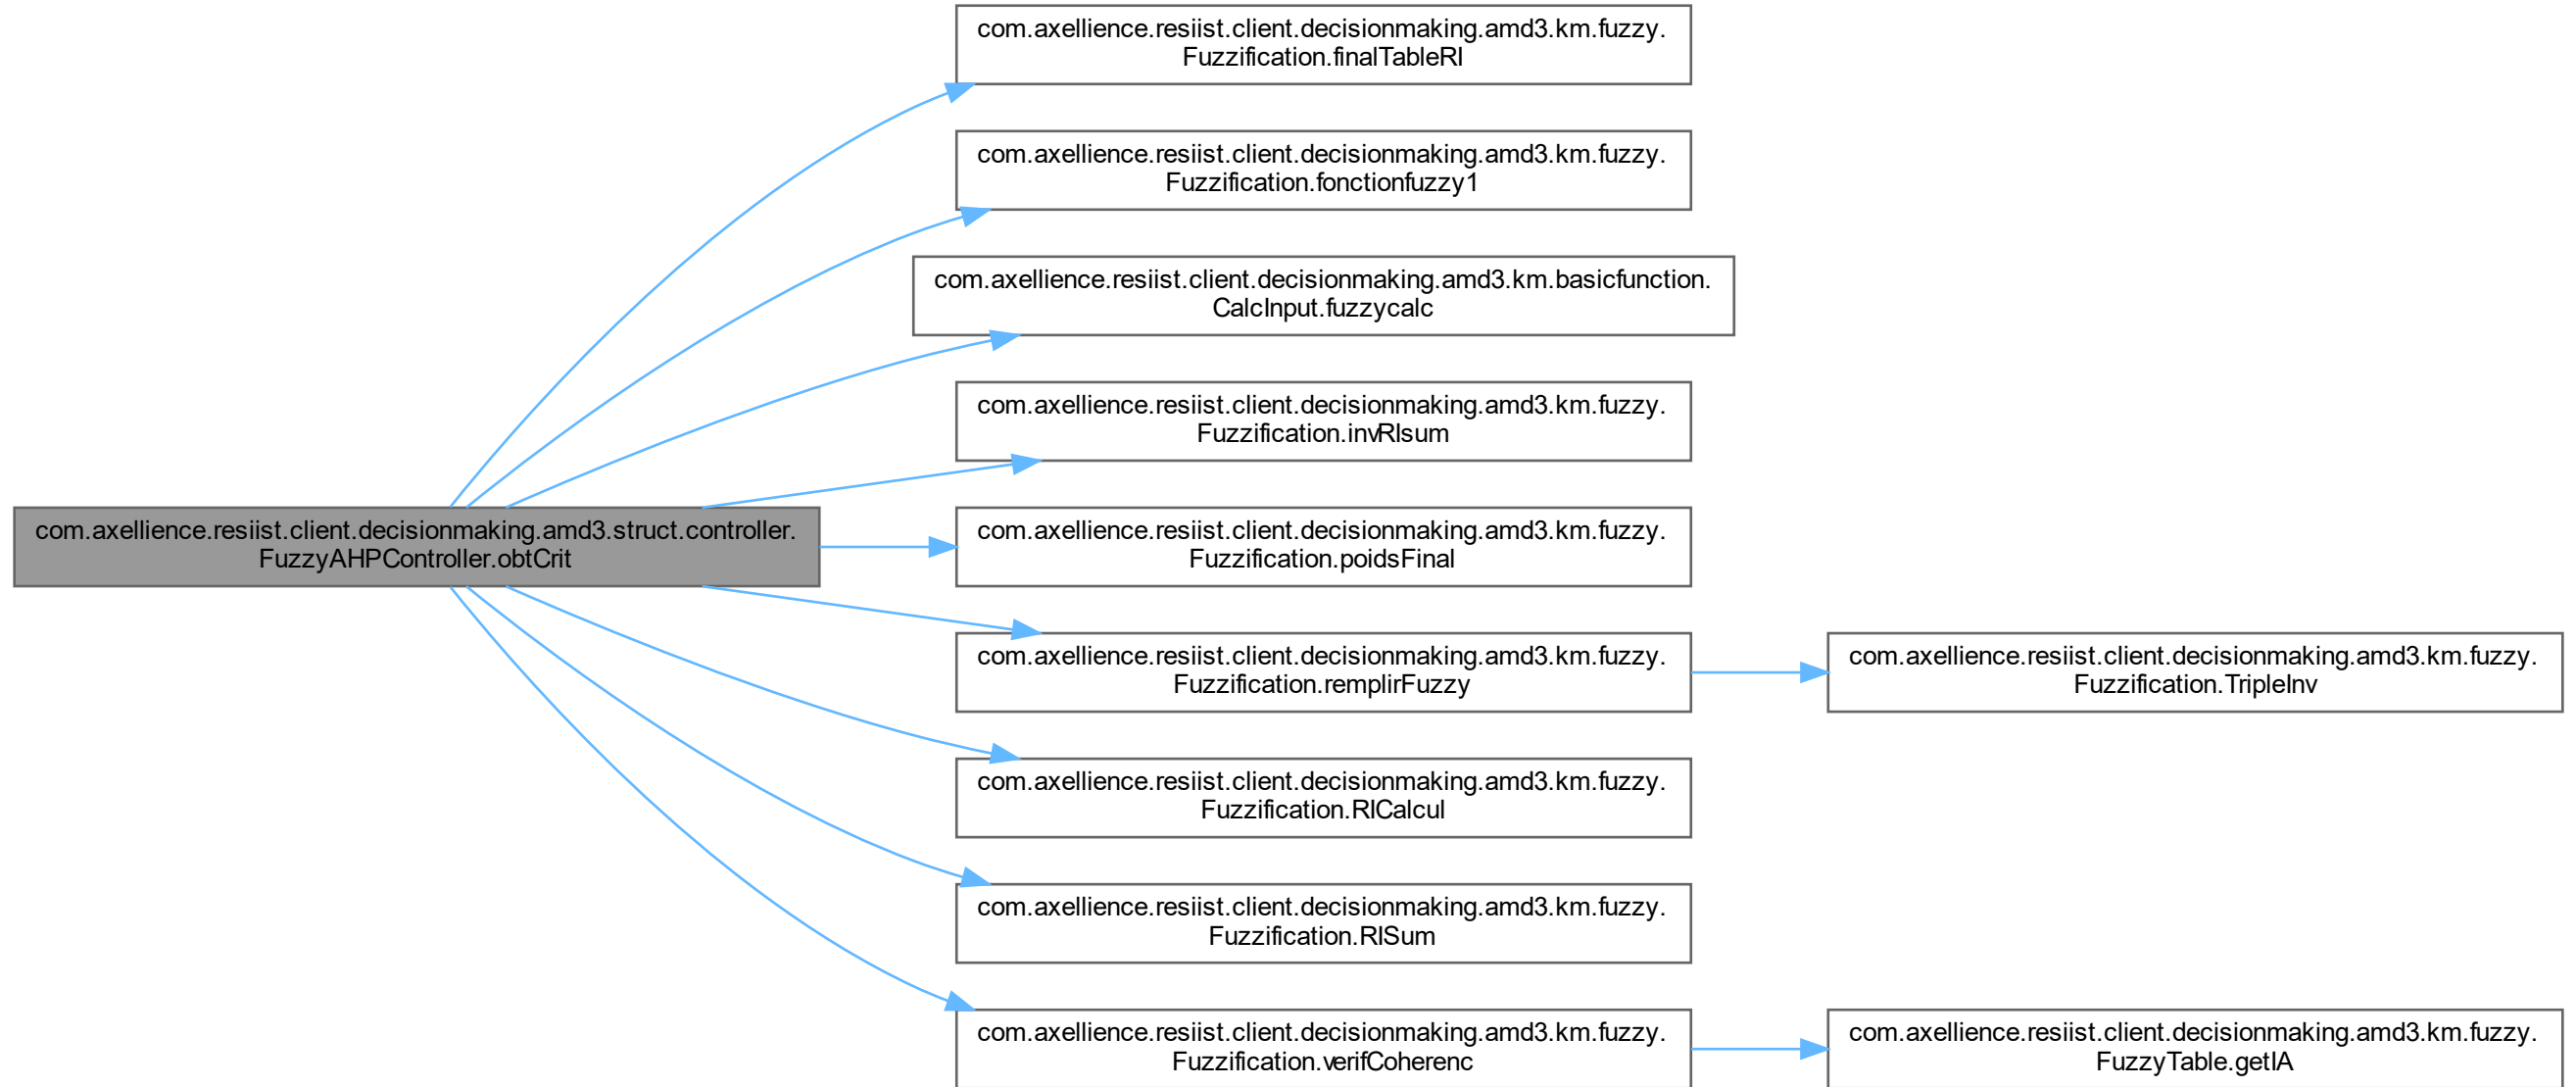 com.axellience.resiist.client.decisionmaking.amd3.km.fuzzy.
Fuzzification.finalTableRI
com.axellience.resiist.client.decisionmaking.amd3.km.fuzzy.
Fuzzification.fonctionfuzzy1
com.axellience.resiist.client.decisionmaking.amd3.km.basicfunction.
CalcInput.fuzzycalc
com.axellience.resiist.client.decisionmaking.amd3.km.fuzzy.
Fuzzification.invRIsum
com.axellience.resiist.client.decisionmaking.amd3.struct.controller.
FuzzyAHPController.obtCrit
com.axellience.resiist.client.decisionmaking.amd3.km.fuzzy.
Fuzzification.poidsFinal
com.axellience.resiist.client.decisionmaking.amd3.km.fuzzy.
Fuzzification.remplirFuzzy
com.axellience.resiist.client.decisionmaking.amd3.km.fuzzy.
Fuzzification.TripleInv
com.axellience.resiist.client.decisionmaking.amd3.km.fuzzy.
Fuzzification.RICalcul
com.axellience.resiist.client.decisionmaking.amd3.km.fuzzy.
Fuzzification.RISum
com.axellience.resiist.client.decisionmaking.amd3.km.fuzzy.
Fuzzification.verifCoherenc
com.axellience.resiist.client.decisionmaking.amd3.km.fuzzy.
FuzzyTable.getIA